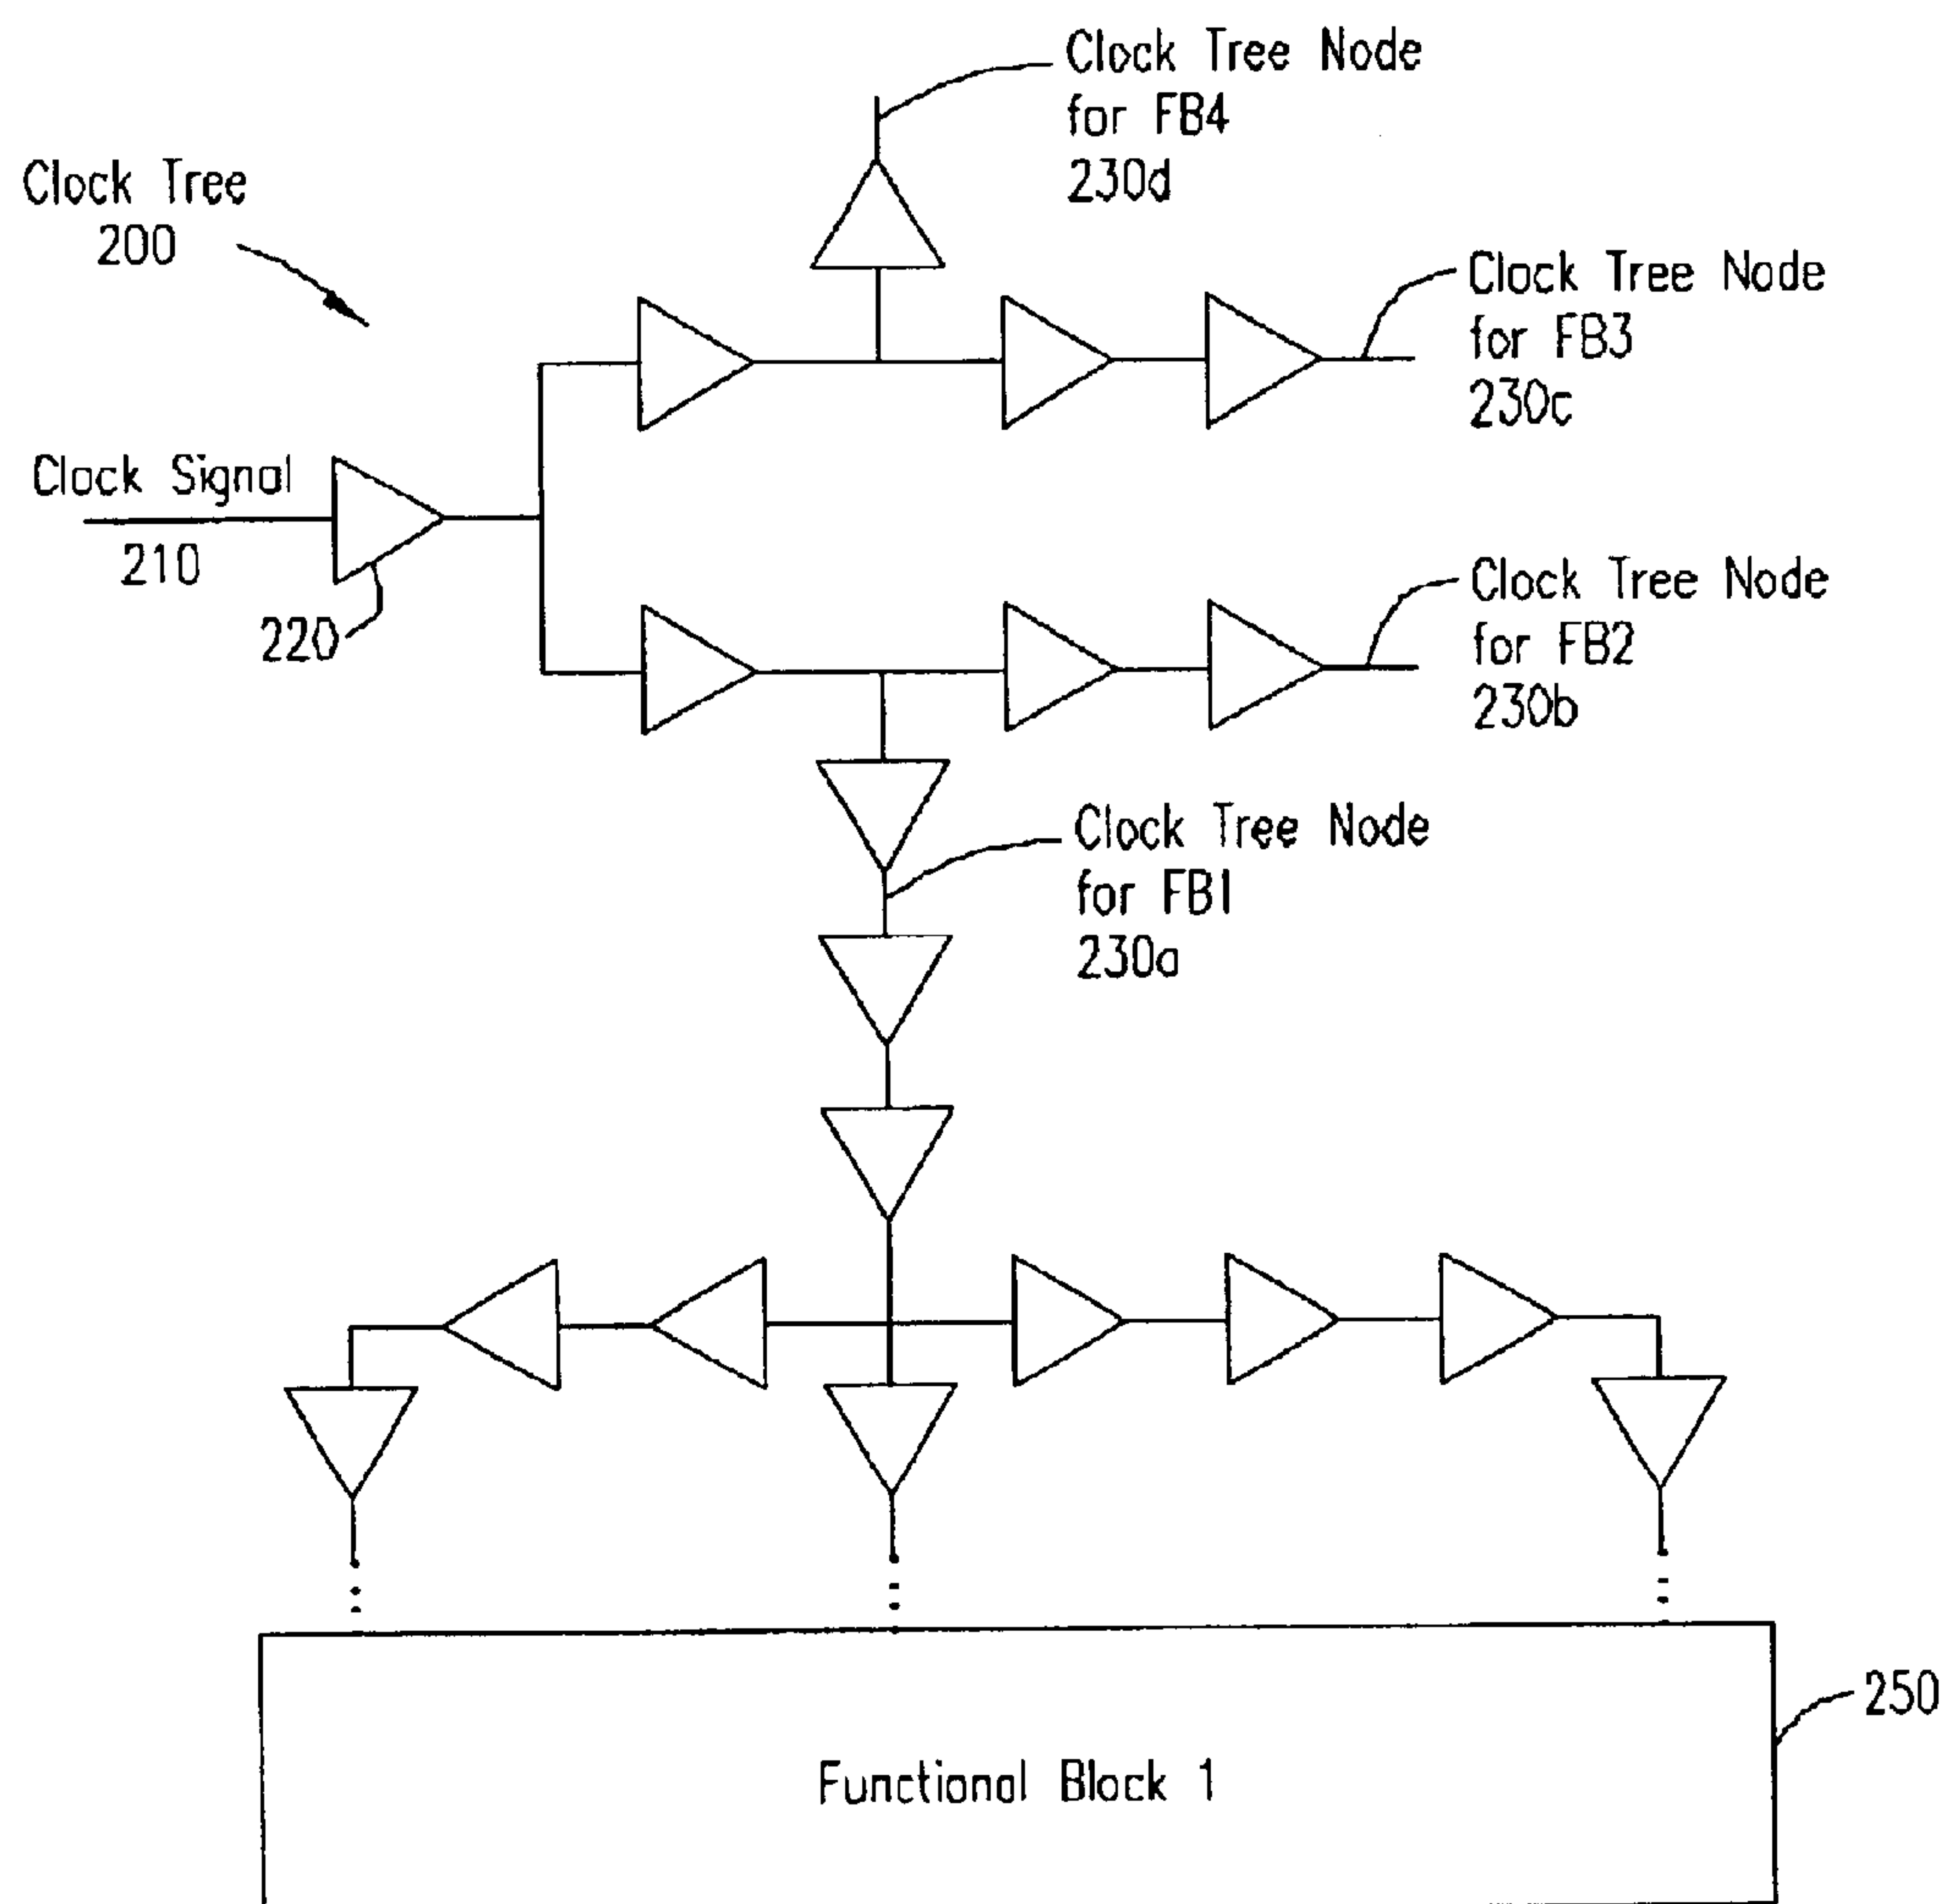 Clock Tree Node
for FB4
230d
Clock Tree
200
Clock Tree Node
for FB3
230c
Clock Signal
210
220
Clock Tree Node
for FB2
230b
Clock Tree Node
for FB1
230a
250
Functional Block 1